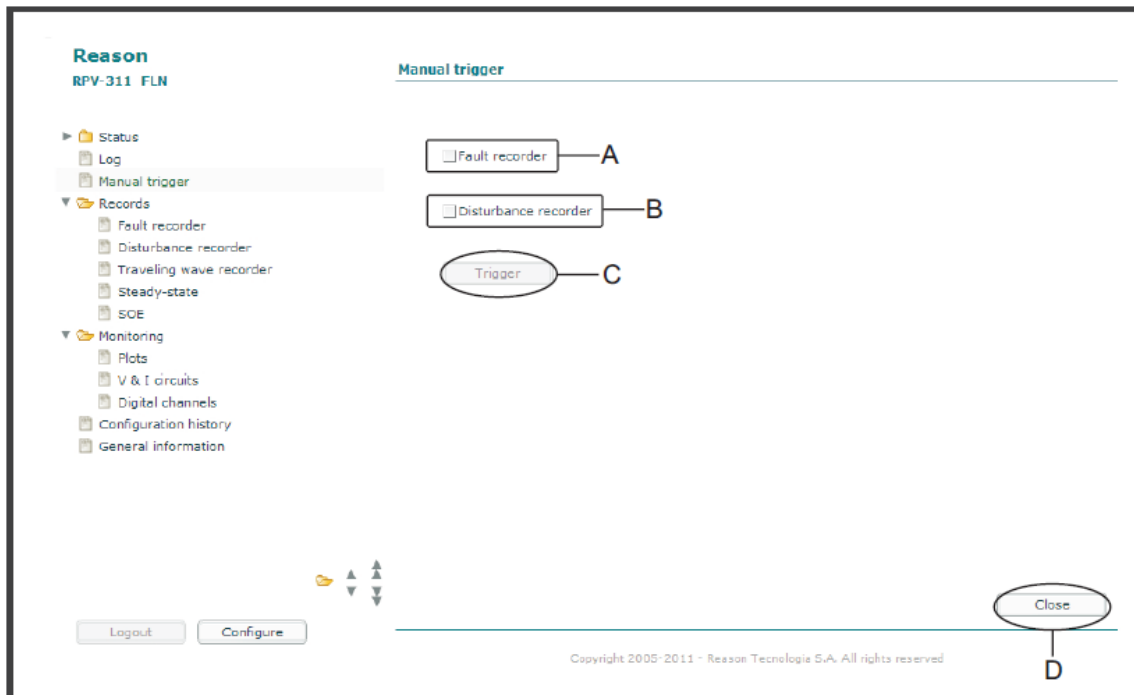 Reason
RPV-311 FLN
Manual trigger
Status
Log
Manual trigger
Records
Fault recorder
Disturbance recorder
Traveling wave recorder
Steady-state
SOE
Monitoring
Plots
V & I circuits
Digital channels
Configuration history
General information
Fault recorder
A
Disturbance recorder
B
Trigger
C
Close
D
Logout
Configure
Copyright 2005-2011 - Reason Tecnologia S.A. All rights reserved